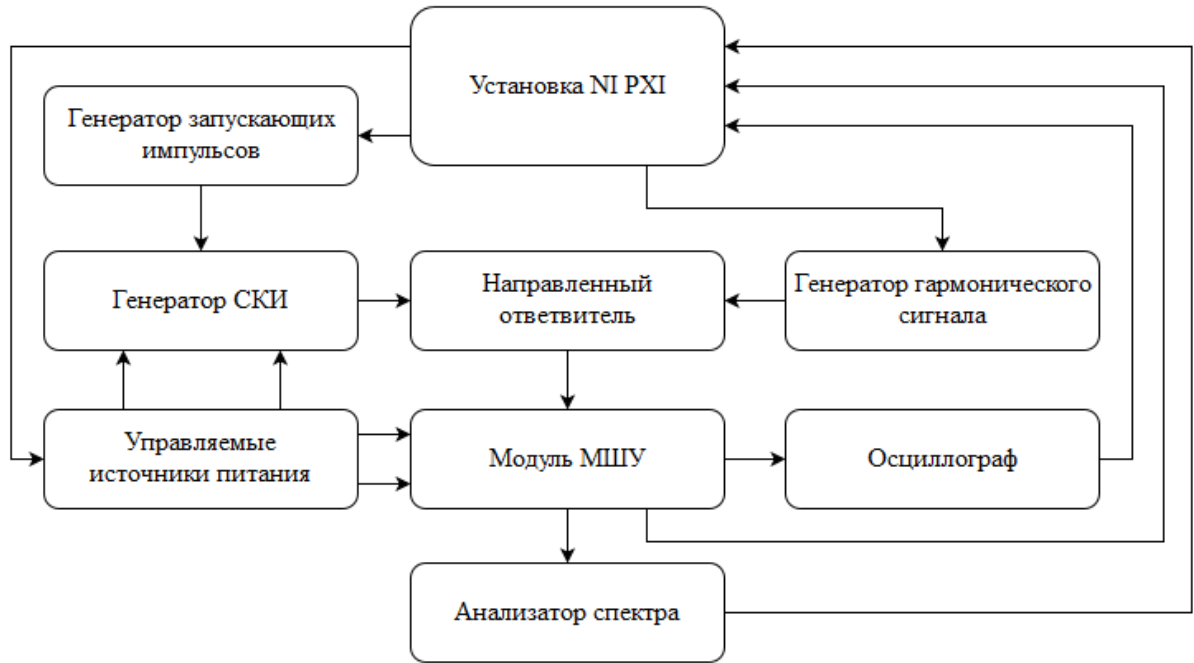 Установка NI PXI
Генератор запускающих
импульсов
Генератор СКИ
Направленный
ответвитель
Генератор гармонического
сигнала
Управляемые
источники питания
Модуль МШУ
Осциллограф
Анализатор спектра